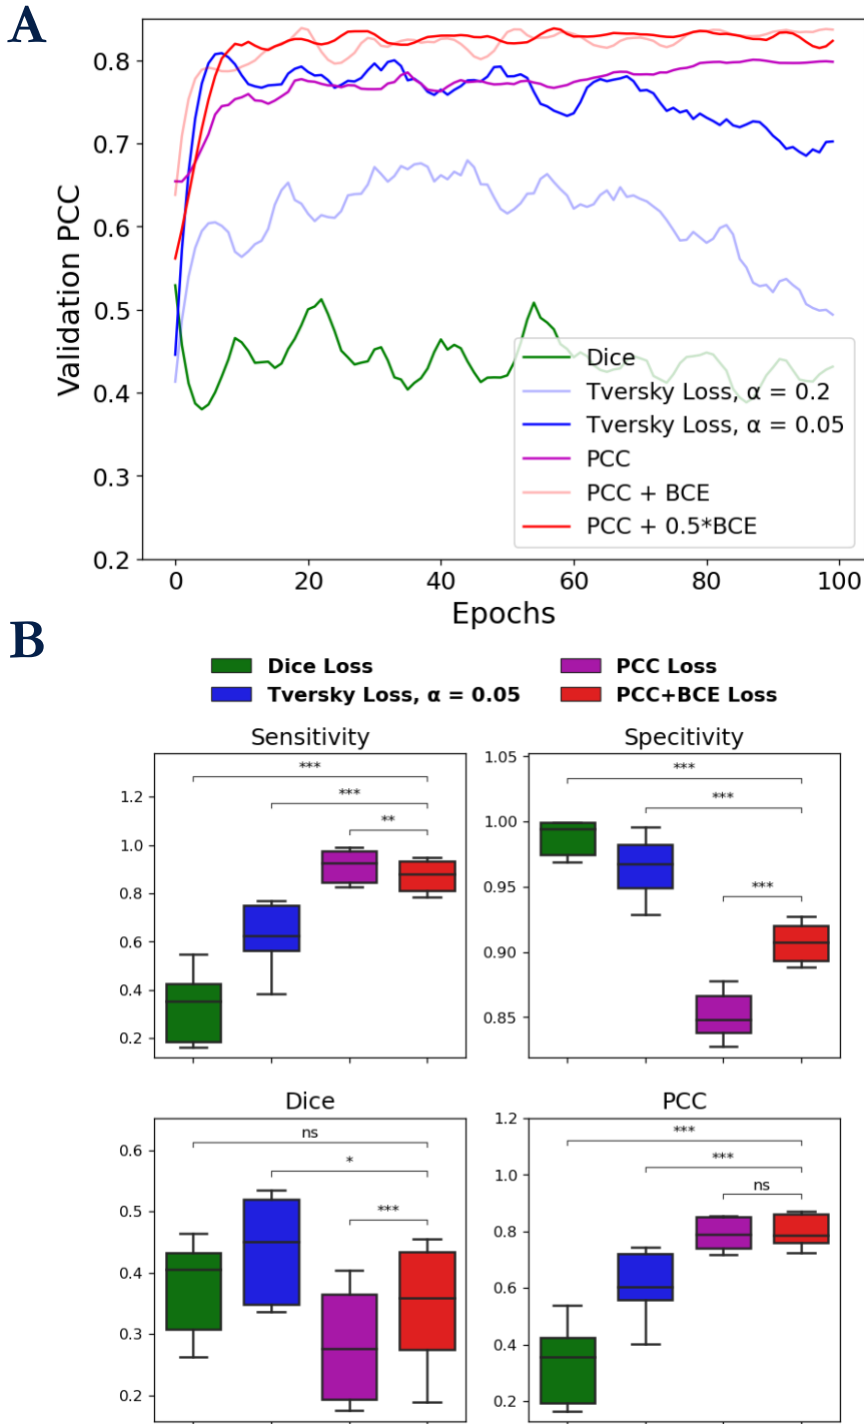 A
0.8
0.7
0.6
0.5
0.4
0.3
0.2
Validation PCC
Dice
Tversky Loss, α = 0.2
Tversky Loss, α = 0.05
PCC
PCC + BCE
PCC + 0.5*BCE
0 20 40 60 80 100
Epochs
B
Dice Loss PCC Loss
Tversky Loss, α = 0.05 PCC+BCE Loss
Sensitivity
***
***
**
1.2
1.0
0.8
0.6
0.4
0.2
Specitivity
***
***
***
1.05
1.00
0.95
0.90
0.85
Dice
ns
*
***
0.6
0.5
0.4
0.3
0.2
PCC
***
***
ns
1.2
1.0
0.8
0.6
0.4
0.2